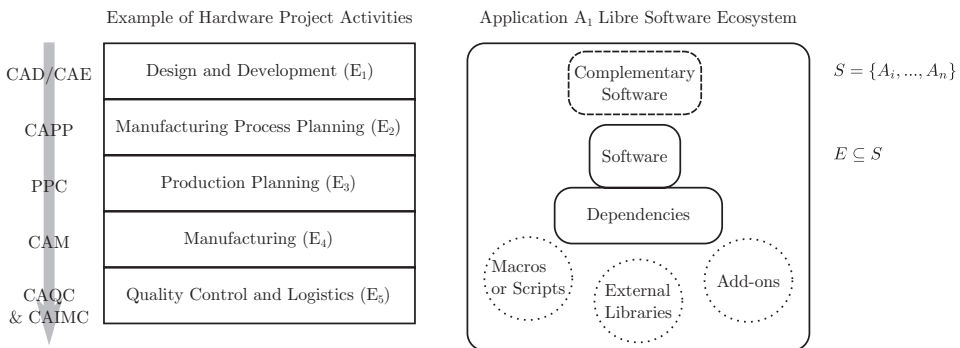 Example of Hardware Project Activities
CAD/CAE
Design and Development (E₁)
CAPP
Manufacturing Process Planning (E₂)
PPC
Production Planning (E₃)
CAM
Manufacturing (E₄)
CAQC
& CAIMC
Quality Control and Logistics (E₅)
Application A₁ Libre Software Ecosystem
Complementary
Software
Software
Dependencies
Macros
or Scripts
External
Libraries
Add-ons
S = {A_i, ..., A_n}
E ⊆ S